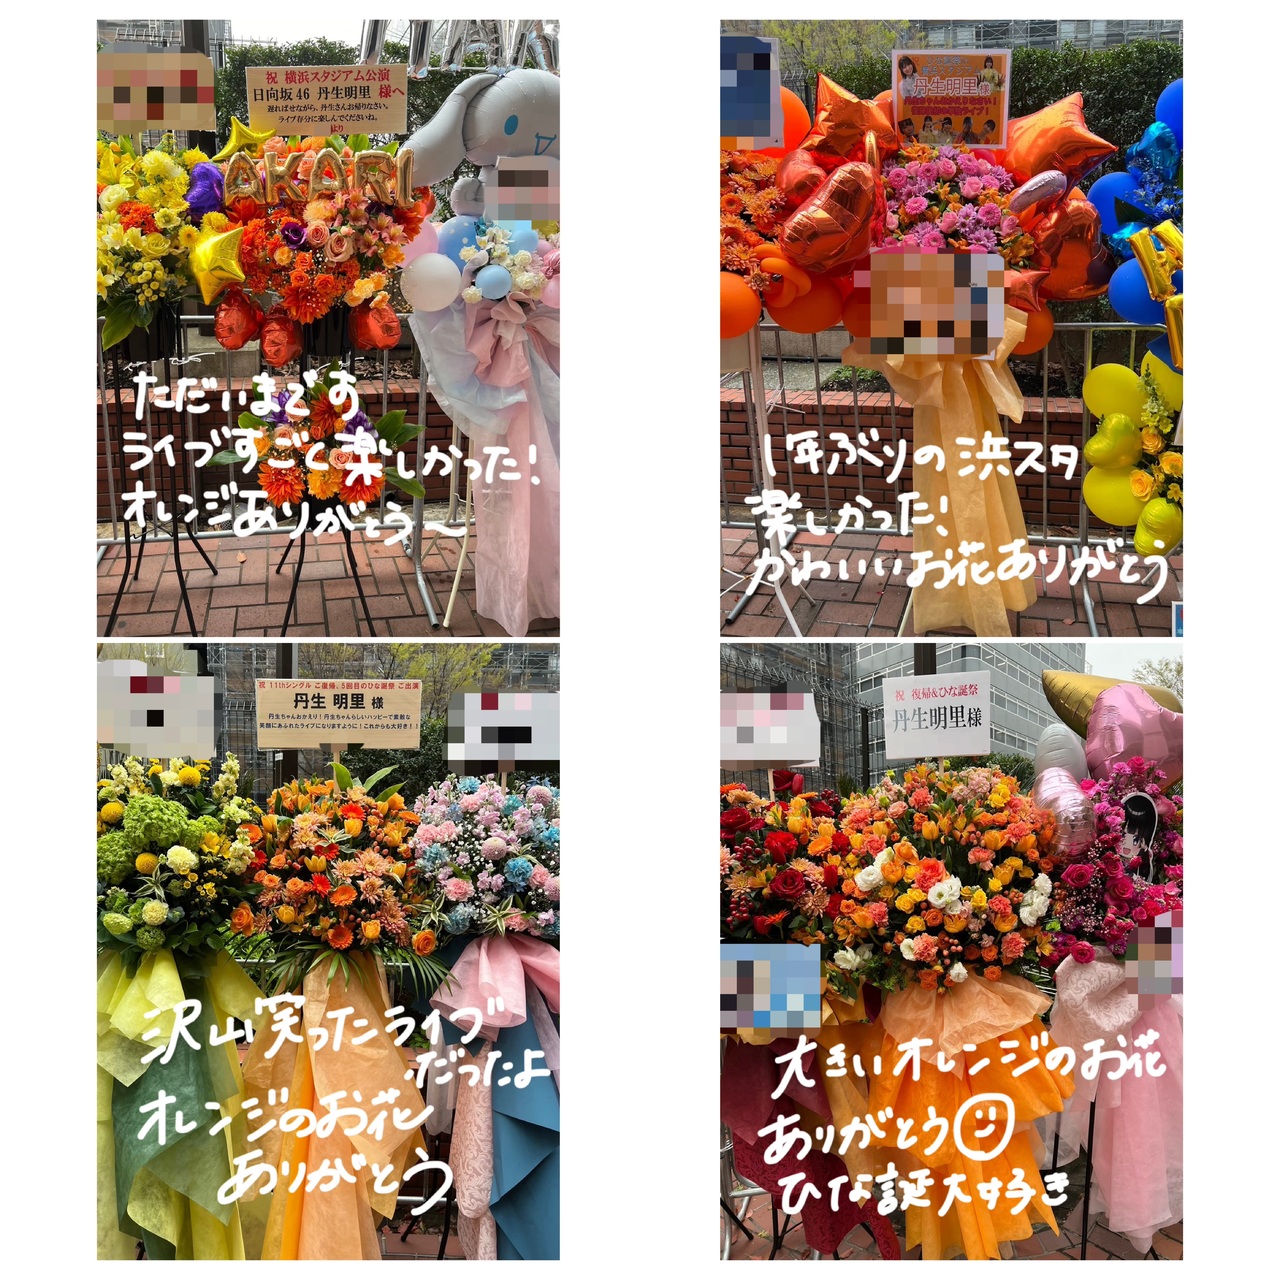 祝 横浜スタジアム公演
日向坂46 丹生明里 様へ
遅ればせながら、丹生さんお帰りなさい。
ライブ存分に楽しんでくださいね。
より
AKARI
ただいまです
ライブすごく楽しかった!
オレンジありがとう〜
丹生明里様
1年ぶりの浜スタ
楽しかった!
かわいいお花ありがとう
祝 11thシングル ご復帰、5回目のひな誕祭 ご出演
丹生 明里 様
丹生ちゃんおかえり!丹生ちゃんらしいハッピーで素敵な
笑顔にあふれたライブになりますように!これからも大好き!!
沢山笑ったライブ
だったよ
オレンジのお花
ありがとう
祝 復帰&ひな誕祭
丹生明里様
大きいオレンジのお花
ありがとう
ひな誕大好き